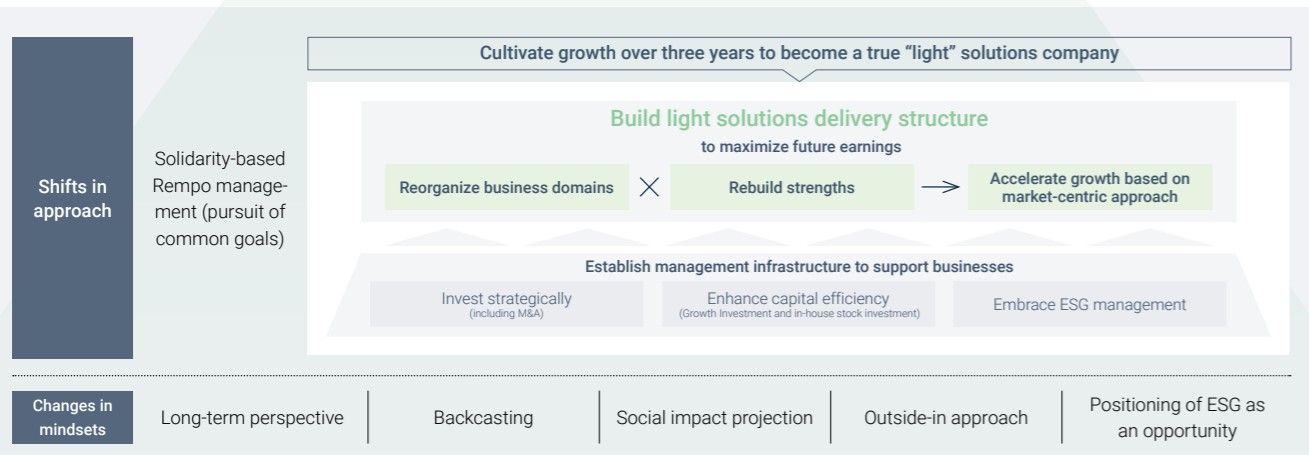 Cultivate growth over three years to become a true “light” solutions company
Shifts in
approach
Solidarity-based
Rempo manage-
ment (pursuit of
common goals)
Build light solutions delivery structure
to maximize future earnings
Reorganize business domains
Rebuild strengths
Accelerate growth based on
market-centric approach
Establish management infrastructure to support businesses
Invest strategically
(including M&A)
Enhance capital efficiency
(Growth Investment and in-house stock investment)
Embrace ESG management
Changes in
mindsets
Long-term perspective
Backcasting
Social impact projection
Outside-in approach
Positioning of ESG as
an opportunity